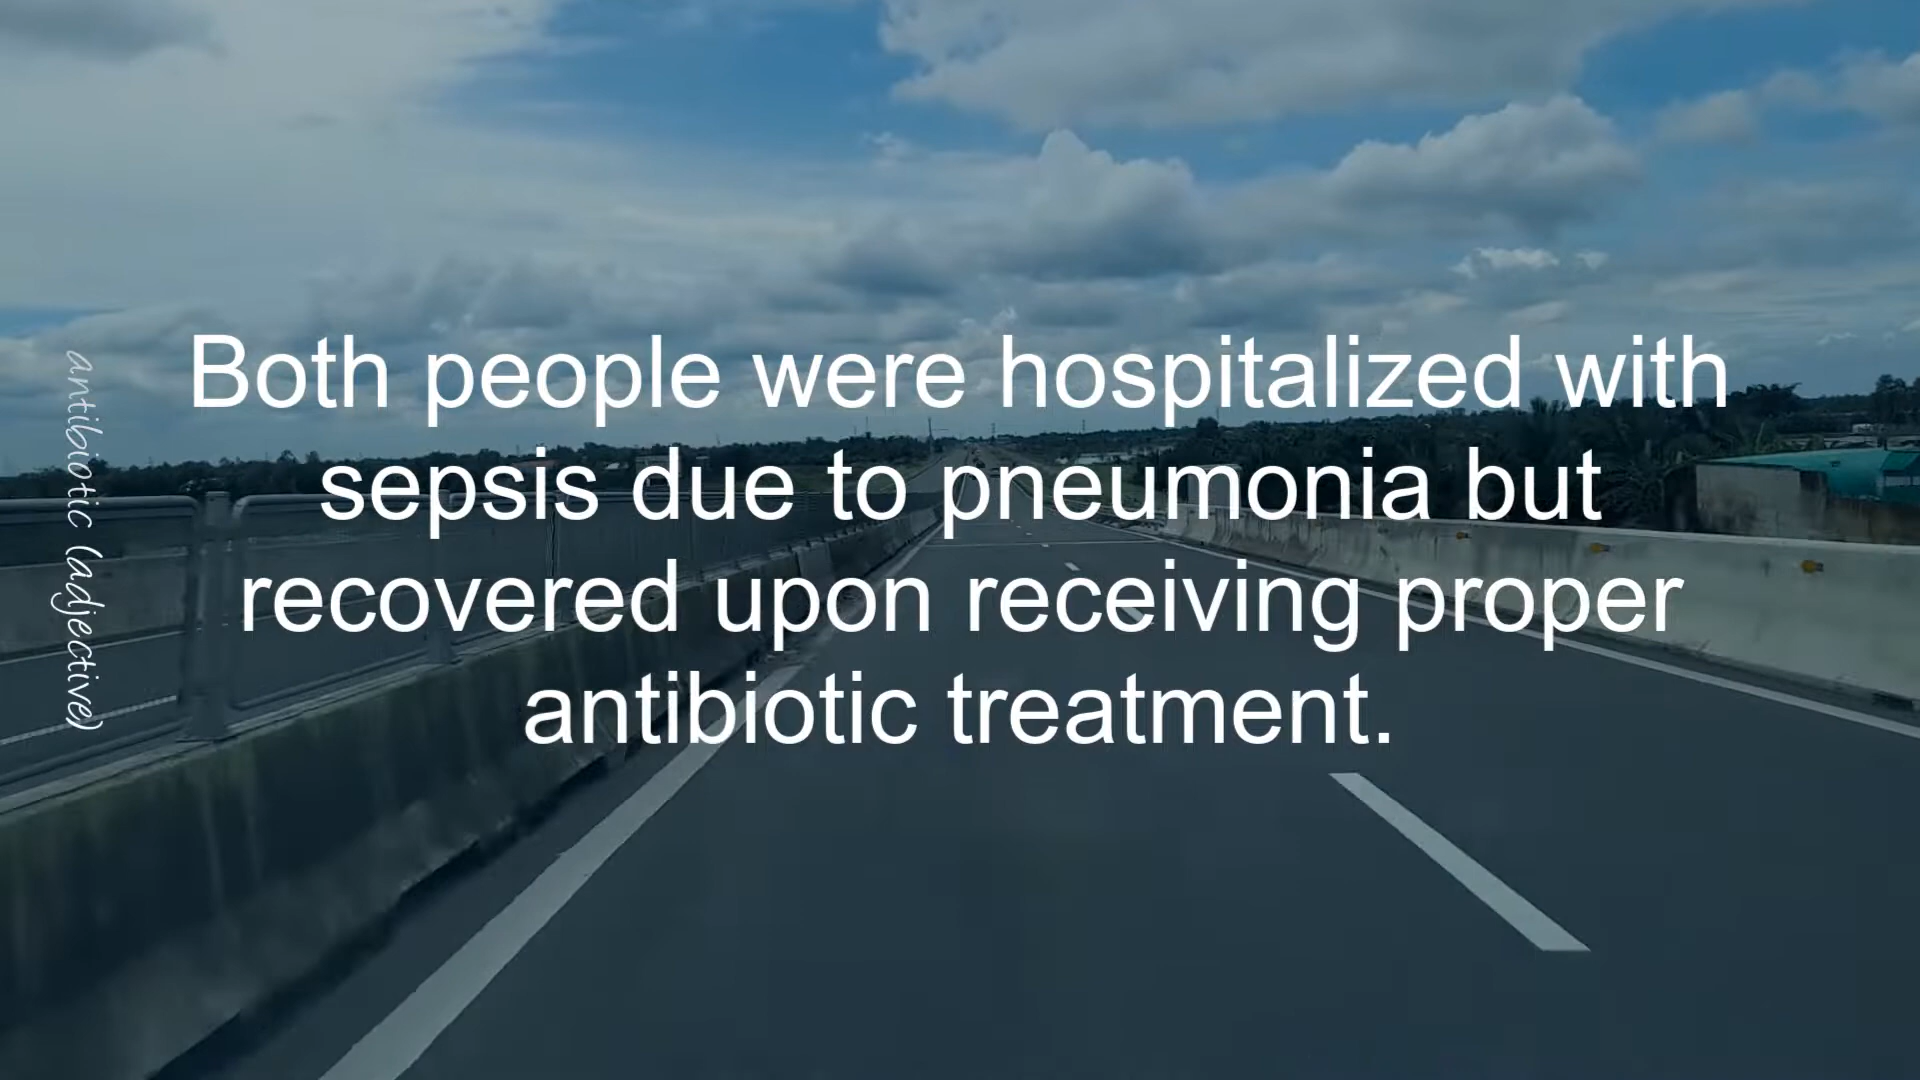 Both people were hospitalized with
sepsis due to pneumonia but
recovered upon receiving proper
antibiotic treatment.
antibiotic (adjective)